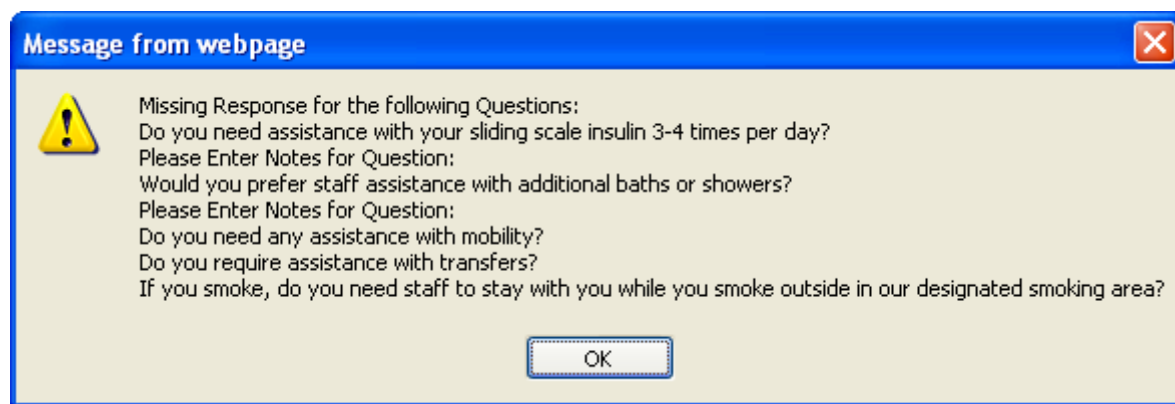 Message from webpage
Missing Response for the following Questions:
Do you need assistance with your sliding scale insulin 3-4 times per day?
Please Enter Notes for Question:
Would you prefer staff assistance with additional baths or showers?
Please Enter Notes for Question:
Do you need any assistance with mobility?
Do you require assistance with transfers?
If you smoke, do you need staff to stay with you while you smoke outside in our designated smoking area?
OK